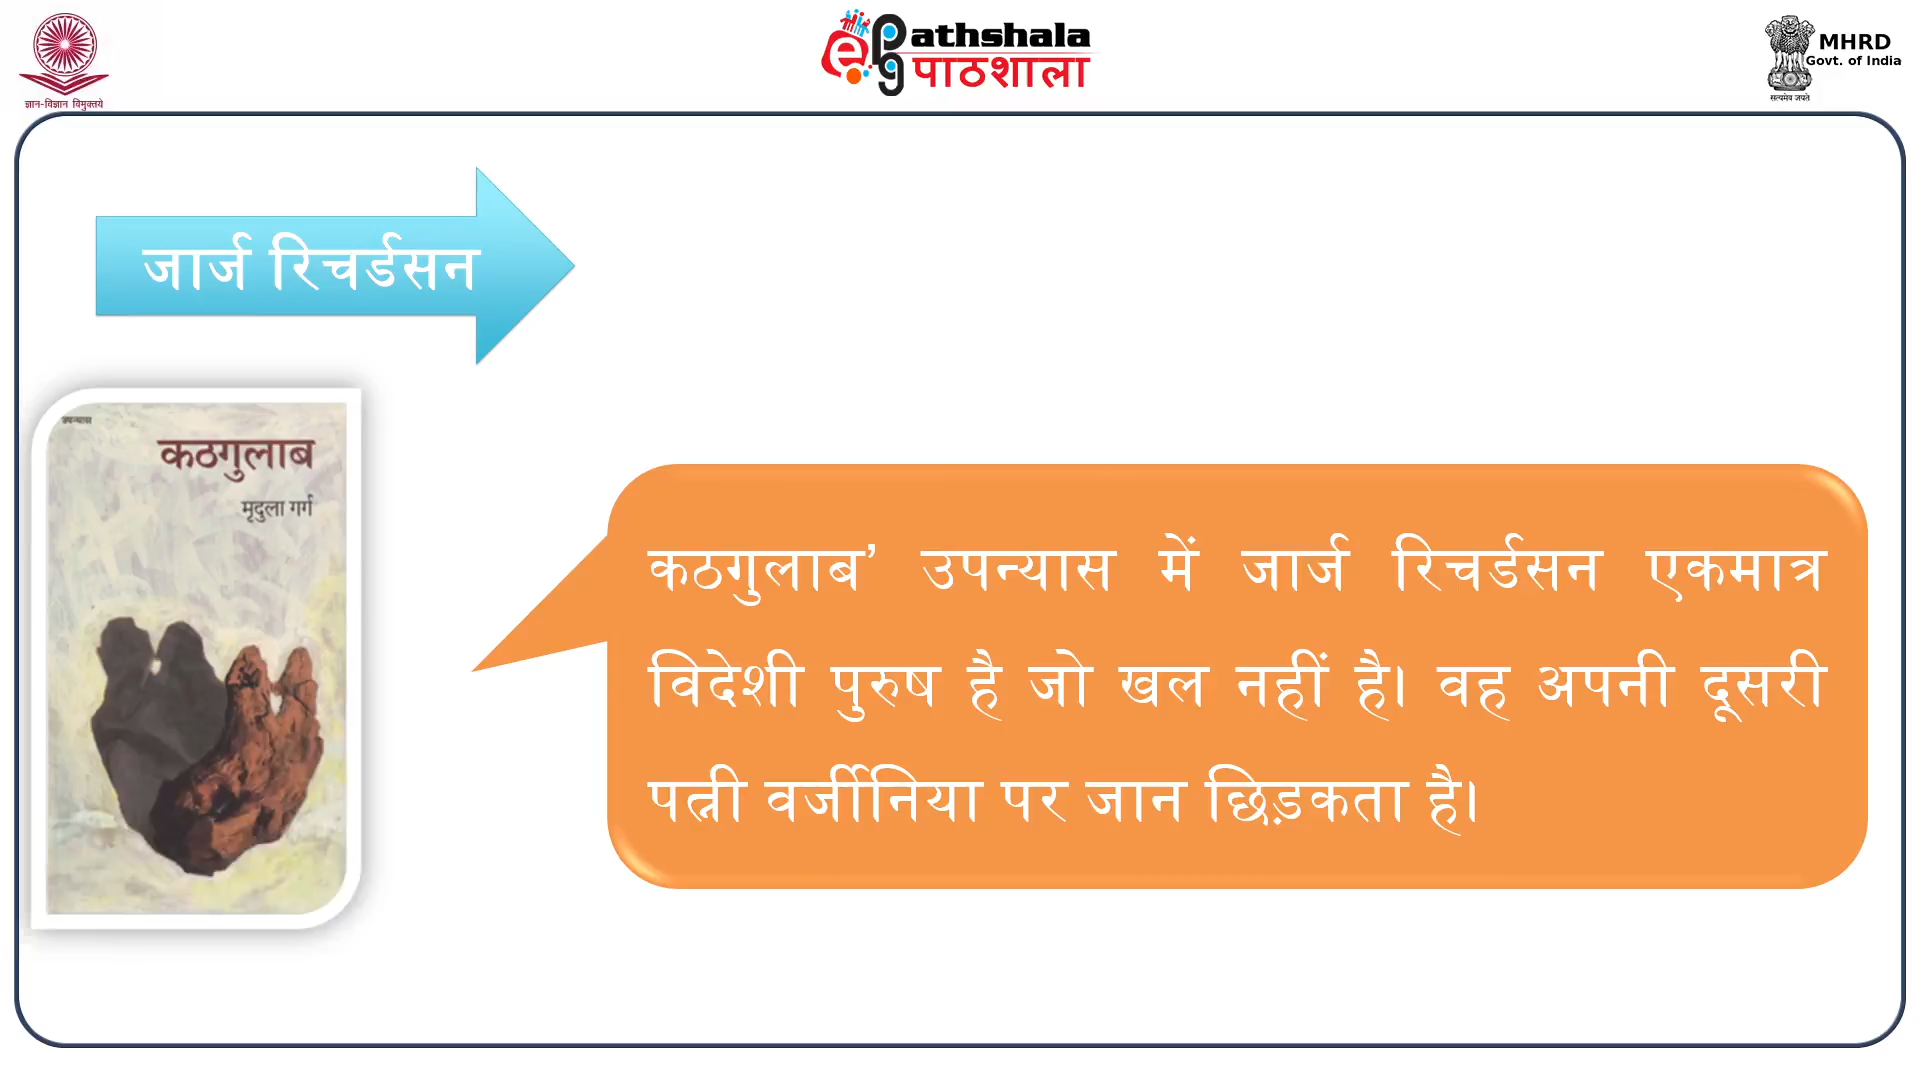 ज्ञान-विज्ञान विमुक्तये
ePathshala
पाठशाला
MHRD
Govt. of India
सत्यमेव जयते
जार्ज रिचर्डसन
उपन्यास
कठगुलाब
मृदुला गर्ग
कठगुलाब’ उपन्यास में जार्ज रिचर्डसन एकमात्र
विदेशी पुरुष है जो खल नहीं है। वह अपनी दूसरी
पत्नी वर्जीनिया पर जान छिड़कता है।